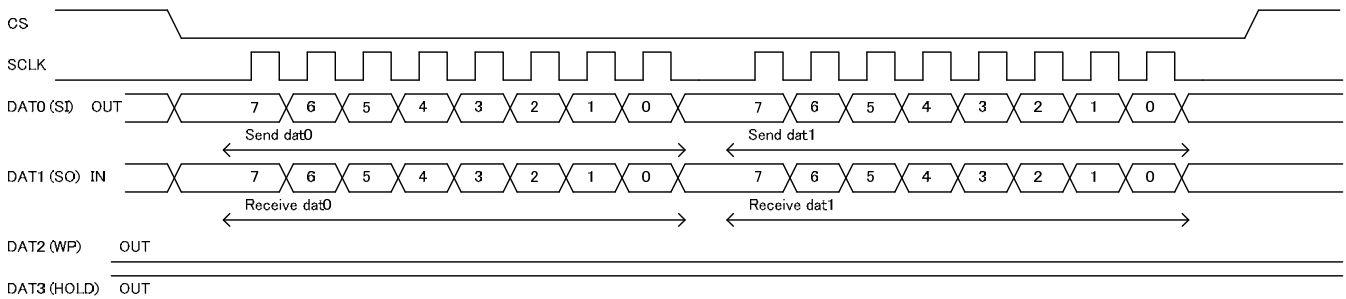 CS
SCLK
DAT0 (SI) OUT 7 6 5 4 3 2 1 0 7 6 5 4 3 2 1 0
Send dat0 Send dat1
DAT1 (SO) IN 7 6 5 4 3 2 1 0 7 6 5 4 3 2 1 0
Receive dat0 Receive dat1
DAT2 (WP) OUT
DAT3 (HOLD) OUT